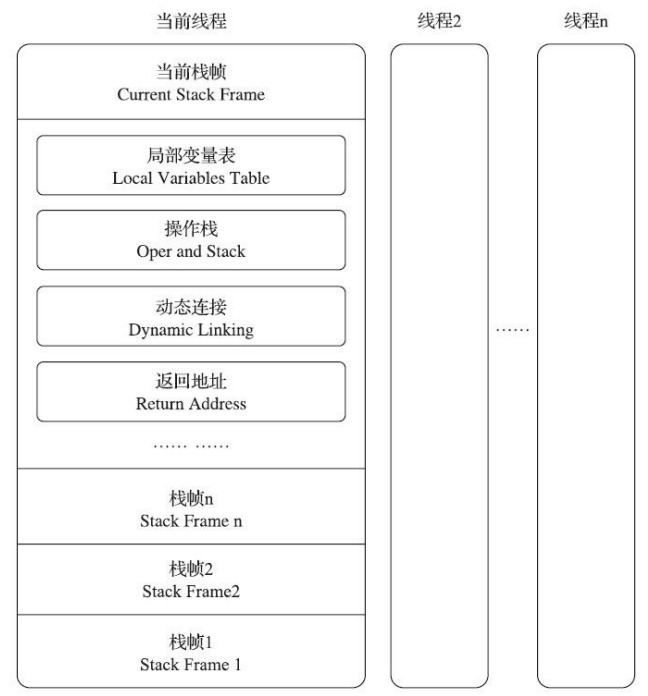 当前线程
线程2
线程n
当前栈帧
Current Stack Frame
局部变量表
Local Variables Table
操作栈
Oper and Stack
动态连接
Dynamic Linking
返回地址
Return Address
…… ……
……
栈帧n
Stack Frame n
栈帧2
Stack Frame2
栈帧1
Stack Frame 1